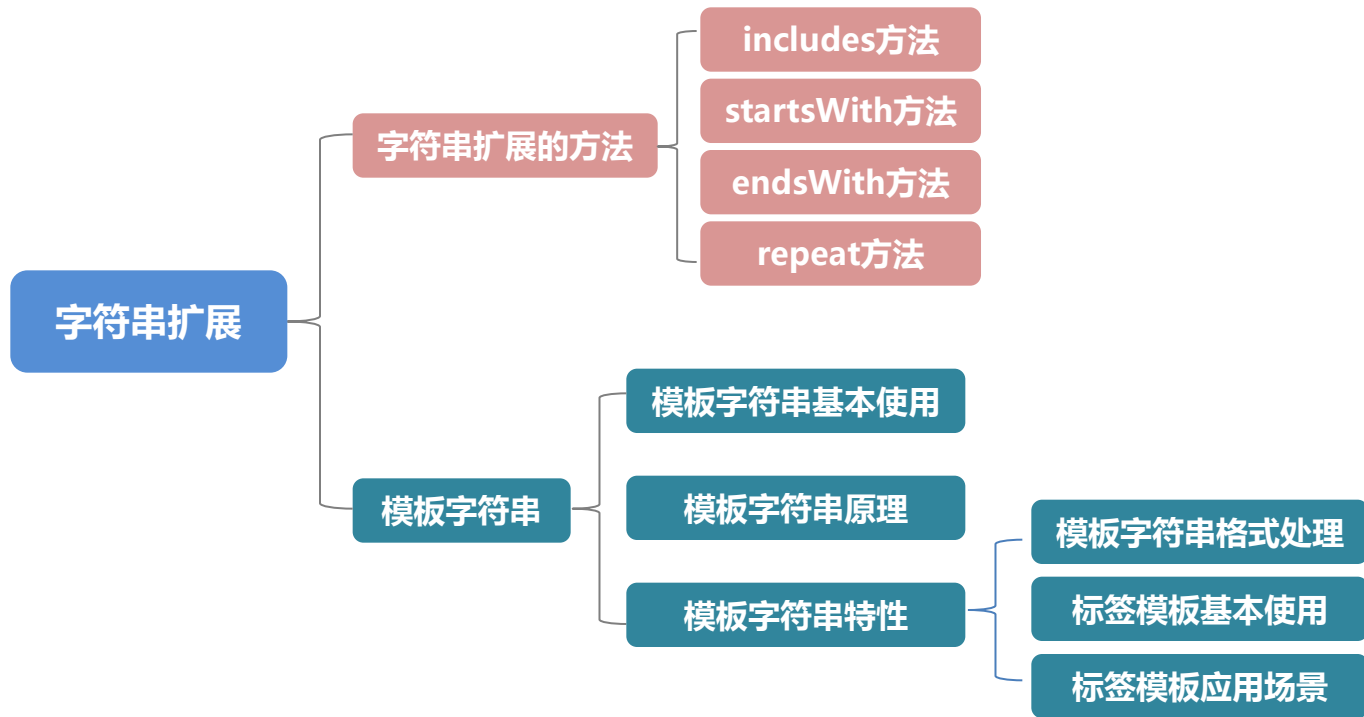 字符串扩展
字符串扩展的方法
includes方法
startsWith方法
endsWith方法
repeat方法
模板字符串
模板字符串基本使用
模板字符串原理
模板字符串特性
模板字符串格式处理
标签模板基本使用
标签模板应用场景